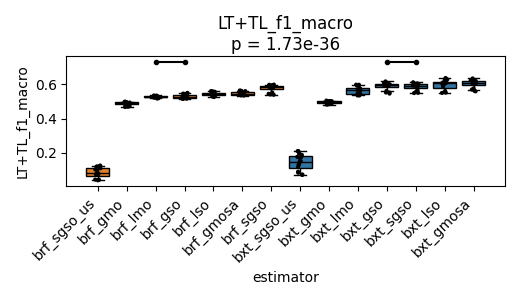 LT+TL_f1_macro
p = 1.73e-36
LT+TL_f1_macro
0.6
0.4
0.2
brf_sgso_us
brf_gmo
brf_lmo
brf_gso
brf_lso
brf_gmosa
brf_sgso
bxt_sgso_us
bxt_gmo
bxt_lmo
bxt_gso
bxt_sgso
bxt_lso
bxt_gmosa
estimator